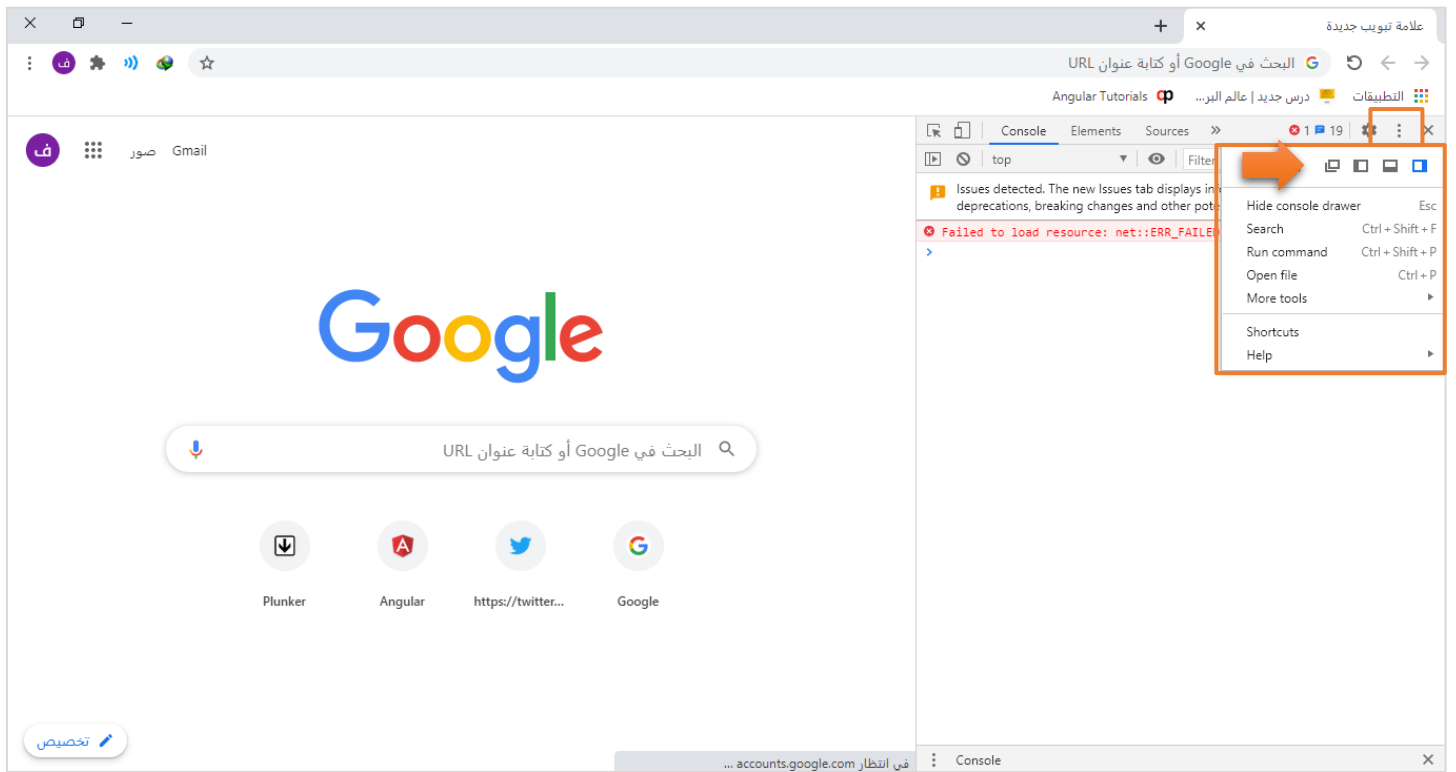 علامة تبويب جديدة
البحث في Google أو كتابة عنوان URL
ف
التطبيقات
درس جديد | عالم البر...
Angular Tutorials
Gmail
صور
ف
Google
البحث في Google أو كتابة عنوان URL
Google
https://twitter...
Angular
Plunker
تخصيص
في انتظار accounts.google.com ...
Console Elements Sources » 1 19
top Filter
Issues detected. The new Issues tab displays
deprecations, breaking changes and other
Failed to load resource: net::ERR_FAILED
Hide console drawer Esc
Search Ctrl + Shift + F
Run command Ctrl + Shift + P
Open file Ctrl + P
More tools
Shortcuts
Help
Console